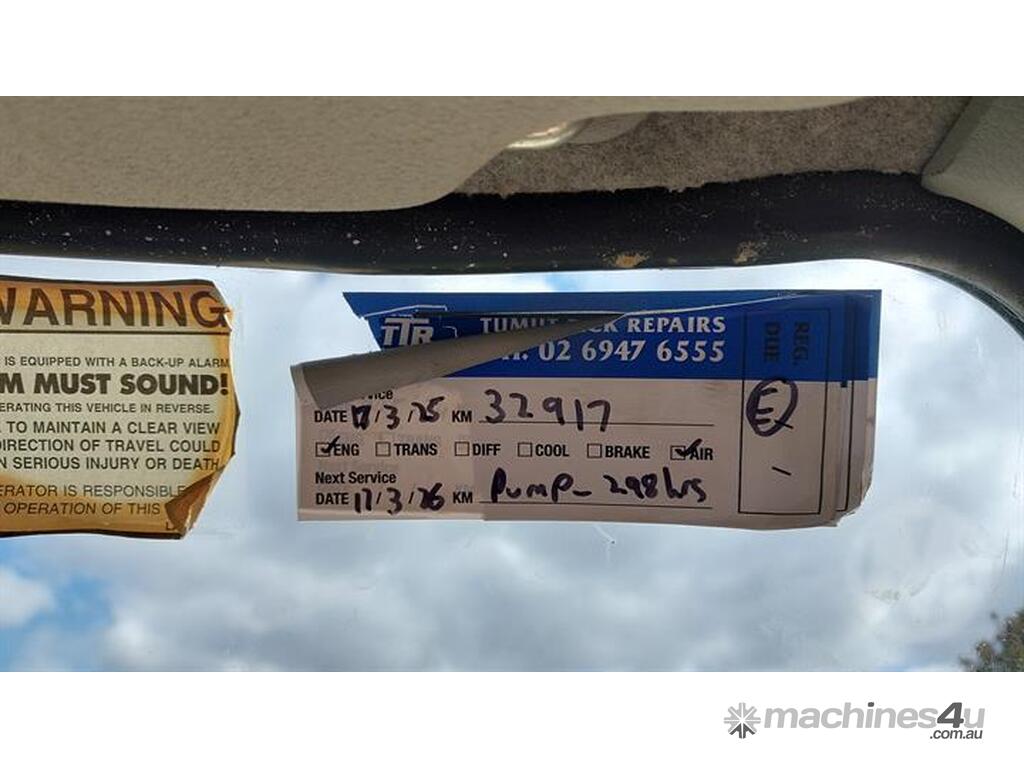 WARNING
IS EQUIPPED WITH A BACK-UP ALARM
M MUST SOUND!
ERATING THIS VEHICLE IN REVERSE.
TO MAINTAIN A CLEAR VIEW
DIRECTION OF TRAVEL COULD
N SERIOUS INJURY OR DEATH
ERATOR IS RESPONSIBLE
OPERATION OF THIS
TTR
TUMUT CK REPAIRS
02 6947 6555
DATE 17/3/25 KM 32917
ENG TRANS DIFF COOL BRAKE AIR
Next Service
DATE 17/3/26 KM Pump - 298 hrs
REG. DUE
E
machines4u
.com.au